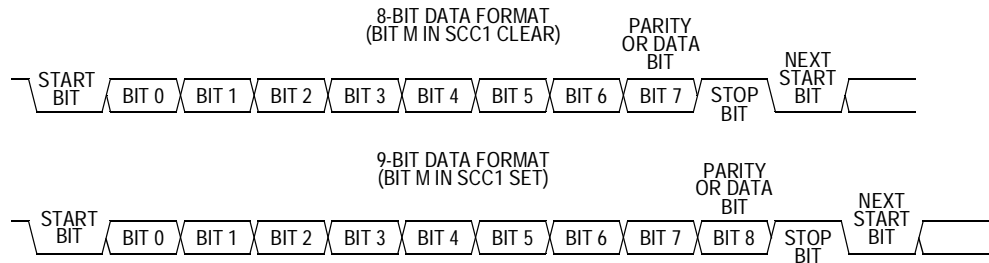 8-BIT DATA FORMAT
(BIT M IN SCC1 CLEAR)
PARITY
OR DATA
BIT
START
BIT
BIT 0
BIT 1
BIT 2
BIT 3
BIT 4
BIT 5
BIT 6
BIT 7
STOP
BIT
NEXT
START
BIT
9-BIT DATA FORMAT
(BIT M IN SCC1 SET)
PARITY
OR DATA
BIT
START
BIT
BIT 0
BIT 1
BIT 2
BIT 3
BIT 4
BIT 5
BIT 6
BIT 7
BIT 8
STOP
BIT
NEXT
START
BIT